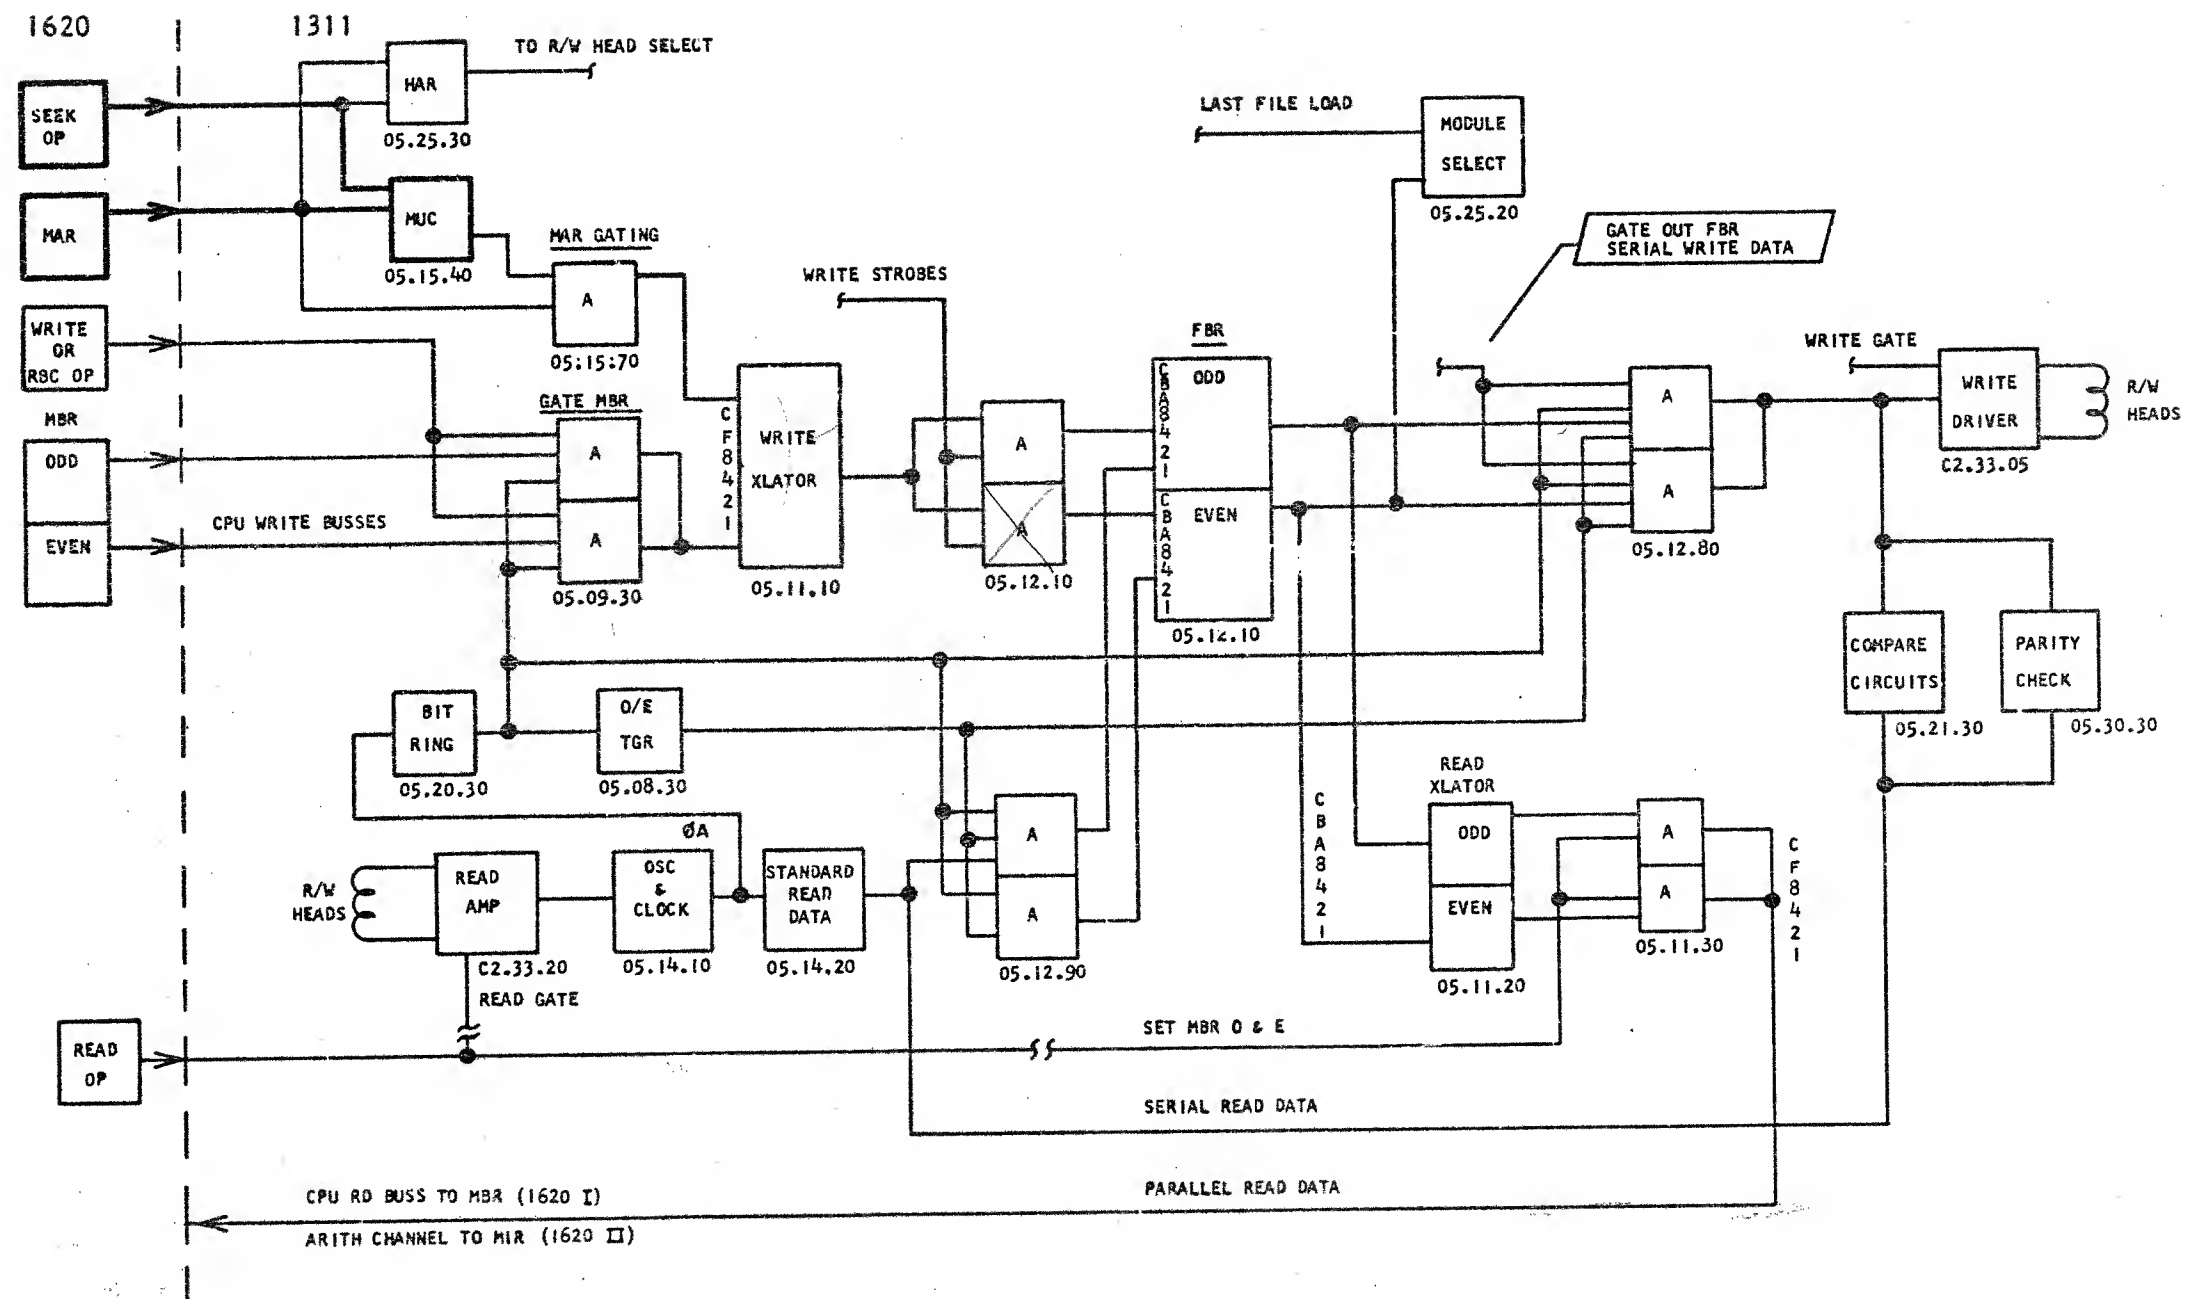 1620
1311
SEEK
OP
MAR
WRITE
OR
RBC OP
MBR
ODD
EVEN
READ
OP
HAR
05.25.30
TO R/W HEAD SELECT
MUC
05.15.40
MAR GATING
A
05:15:70
GATE MBR
A
A
05.09.30
CPU WRITE BUSSES
C
F
8
4
2
1
WRITE
XLATOR
05.11.10
WRITE STROBES
A
A
05.12.10
FBR
C
B
A
8
4
2
1
ODD
C
B
A
8
4
2
1
EVEN
05.12.10
LAST FILE LOAD
MODULE
SELECT
05.25.20
GATE OUT FBR
SERIAL WRITE DATA
A
A
05.12.80
WRITE GATE
WRITE
DRIVER
C2.33.05
R/W
HEADS
COMPARE
CIRCUITS
05.21.30
PARITY
CHECK
05.30.30
BIT
RING
05.20.30
O/E
TGR
05.08.30
ØA
R/W
HEADS
READ
AMP
C2.33.20
READ GATE
OSC
&
CLOCK
05.14.10
STANDARD
READ
DATA
05.14.20
A
A
05.12.90
C
B
A
8
4
2
1
READ
XLATOR
ODD
EVEN
05.11.20
A
A
05.11.30
C
F
8
4
2
1
SET MBR O & E
SERIAL READ DATA
PARALLEL READ DATA
CPU RD BUSS TO MBR (1620 I)
ARITH CHANNEL TO MIR (1620 II)